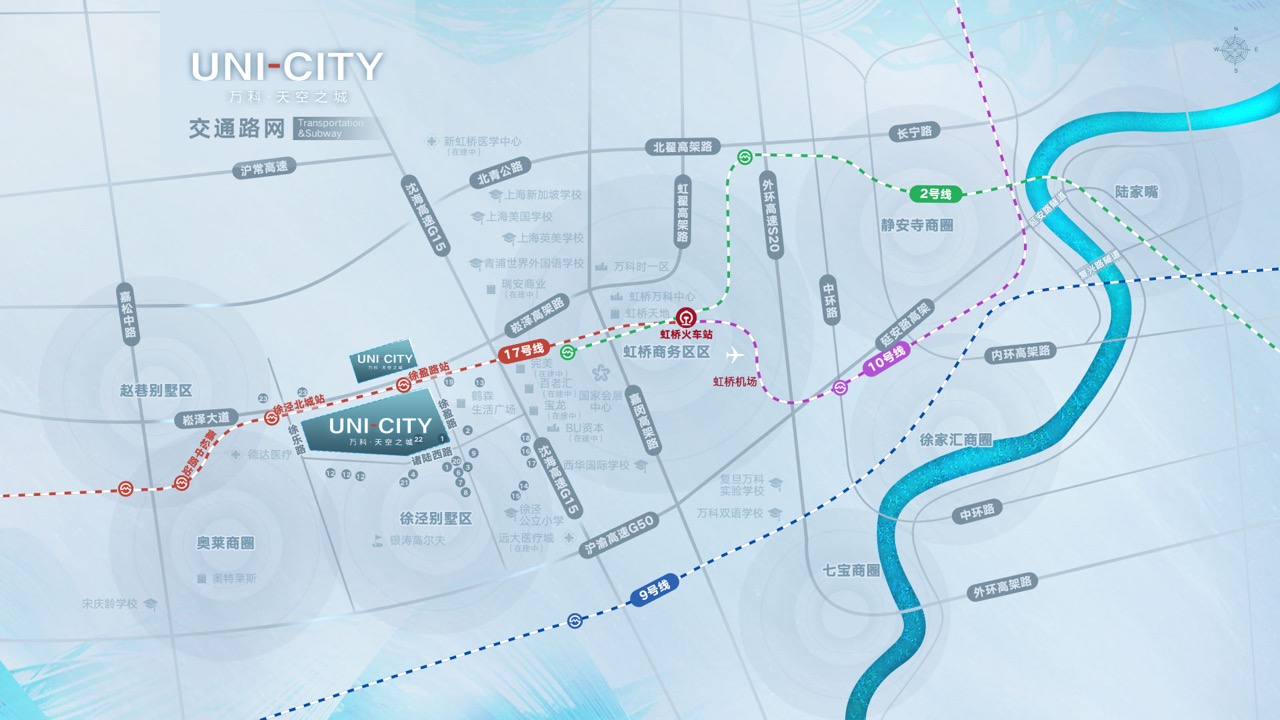 UNI-CITY
万科·天空之城
交通路网
Transportation
&Subway
N
W
E
S
沪常高速
新虹桥医学中心
(在建中)
北青公路
北翟高架路
长宁路
沈海高速G15
上海新加坡学校
上海美国学校
上海英美学校
青浦世界外国语学校
瑞安商业
(在建中)
虹翟高架路
外环高速S20
2号线
静安寺商圈
陆家嘴
延安路隧道
复兴路隧道
万科时一区
虹桥万科中心
虹桥天地
嘉松中路
崧泽高架路
中环路
延安路高架
虹桥火车站
虹桥商务区区
17号线
10号线
内环高架路
虹桥机场
UNI CITY
万科·天空之城
徐盈路站
赵巷别墅区
崧泽大道
徐泾北城站
23
23
UNI-CITY
万科·天空之城
22
1
徐乐路
徐盈路
诸陆西路
19
13
鹤森
生活广场
完美
(在建中)
百老汇
(在建中)
宝龙
(在建中)
BU资本
(在建中)
国家会展
中心
嘉闵高架路
徐家汇商圈
嘉松中路
德达医疗
12
12
12
21
4
2
9
1
20
3
6
7
8
18
16
17
14
15
沈海高速G15
西华国际学校
复旦万科
实验学校
万科双语学校
徐泾别墅区
银涛高尔夫
徐泾
公立小学
远大医疗城
(在建中)
沪渝高速G50
中环路
奥莱商圈
奥特莱斯
宋庆龄学校
9号线
七宝商圈
外环高架路